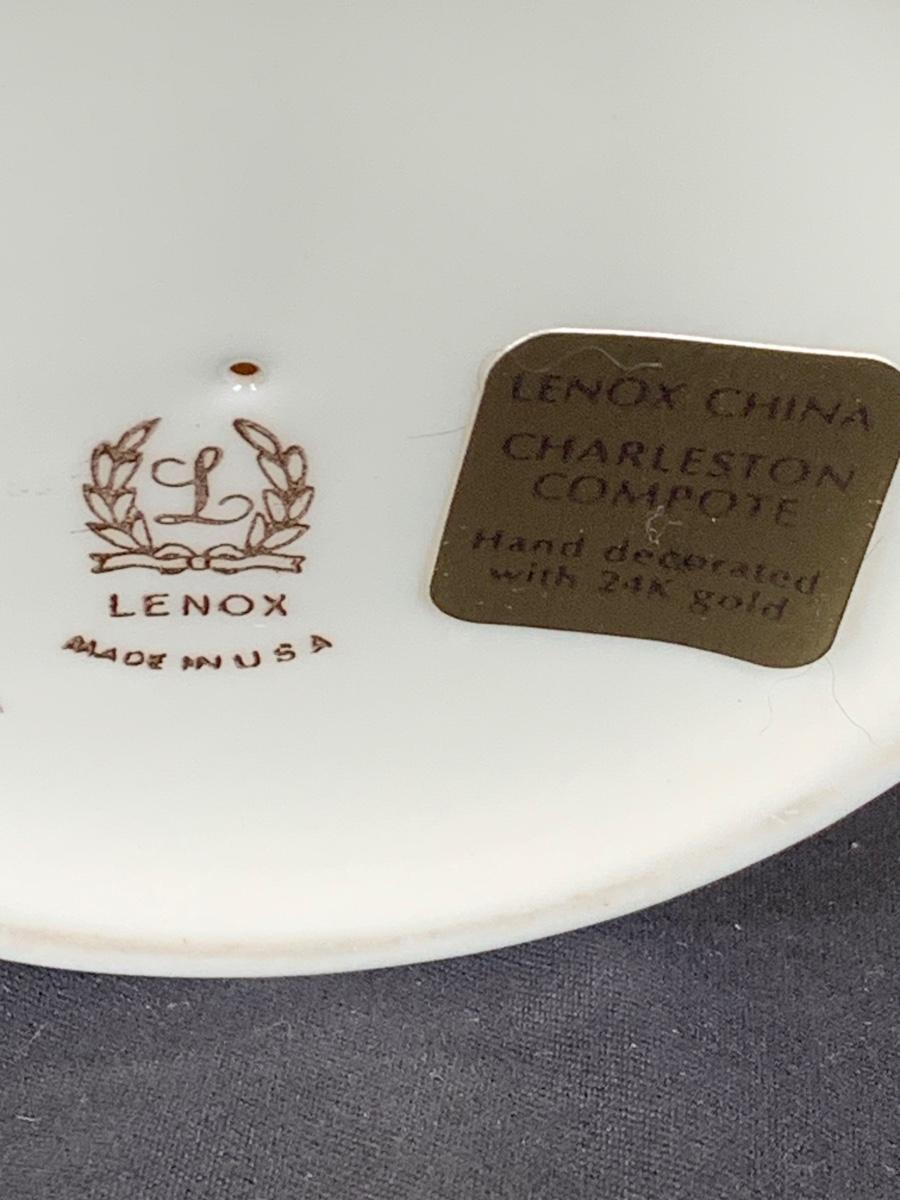 L
LENOX
MADE IN USA
LENOX CHINA
CHARLESTON
COMPOTE
Hand decorated
with 24K gold